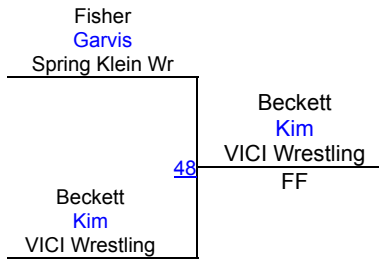 Fisher
Garvis
Spring Klein Wr
Beckett
Kim
VICI Wrestling
48
FF
Beckett
Kim
VICI Wrestling